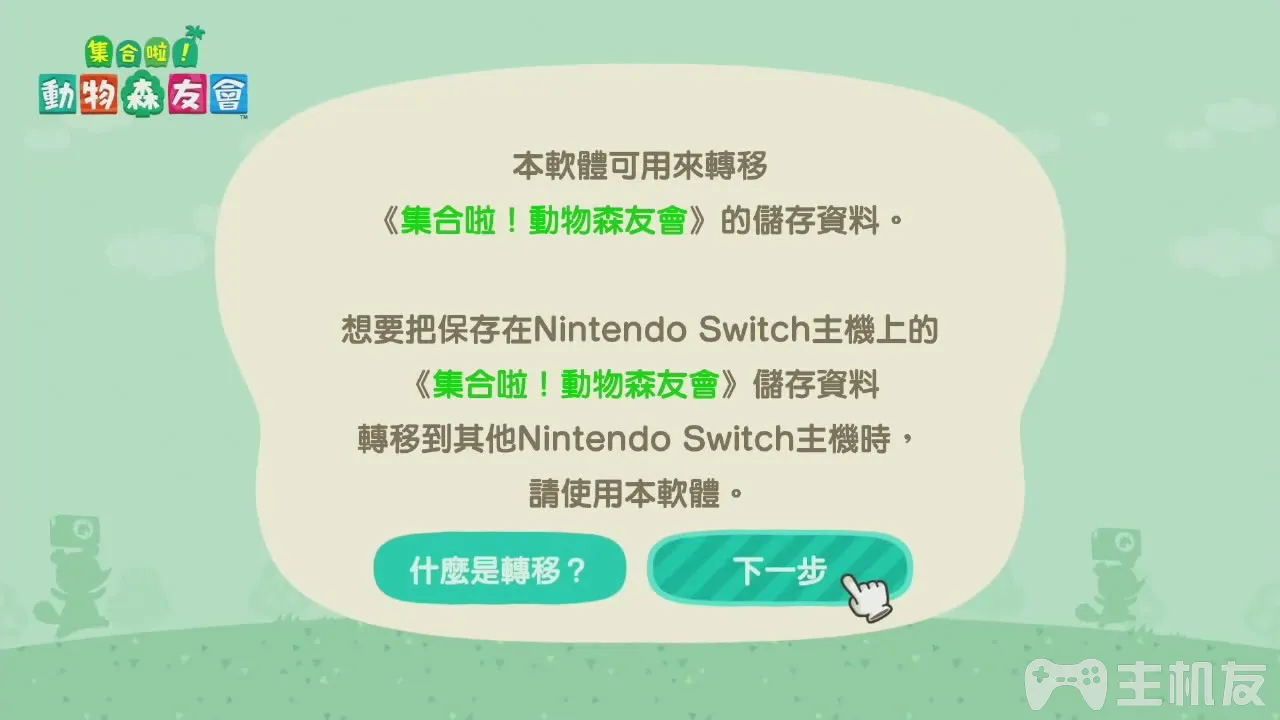 集合啦！
動物森友會™
本軟體可用來轉移
《集合啦！動物森友會》的儲存資料。
想要把保存在Nintendo Switch主機上的
《集合啦！動物森友會》儲存資料
轉移到其他Nintendo Switch主機時，
請使用本軟體。
什麼是轉移？
下一步
主机友